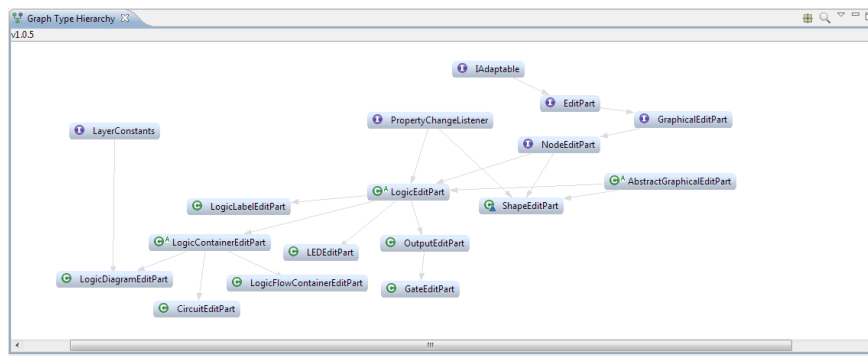 Graph Type Hierarchy
v1.0.5
I IAdaptable
I EditPart
I GraphicalEditPart
I PropertyChangeListener
I LayerConstants
I NodeEditPart
C A AbstractGraphicalEditPart
C A LogicEditPart
C LogicLabelEditPart
C ShapeEditPart
C A LogicContainerEditPart
C OutputEditPart
C LEDEditPart
C LogicDiagramEditPart
C LogicFlowContainerEditPart
C GateEditPart
C CircuitEditPart